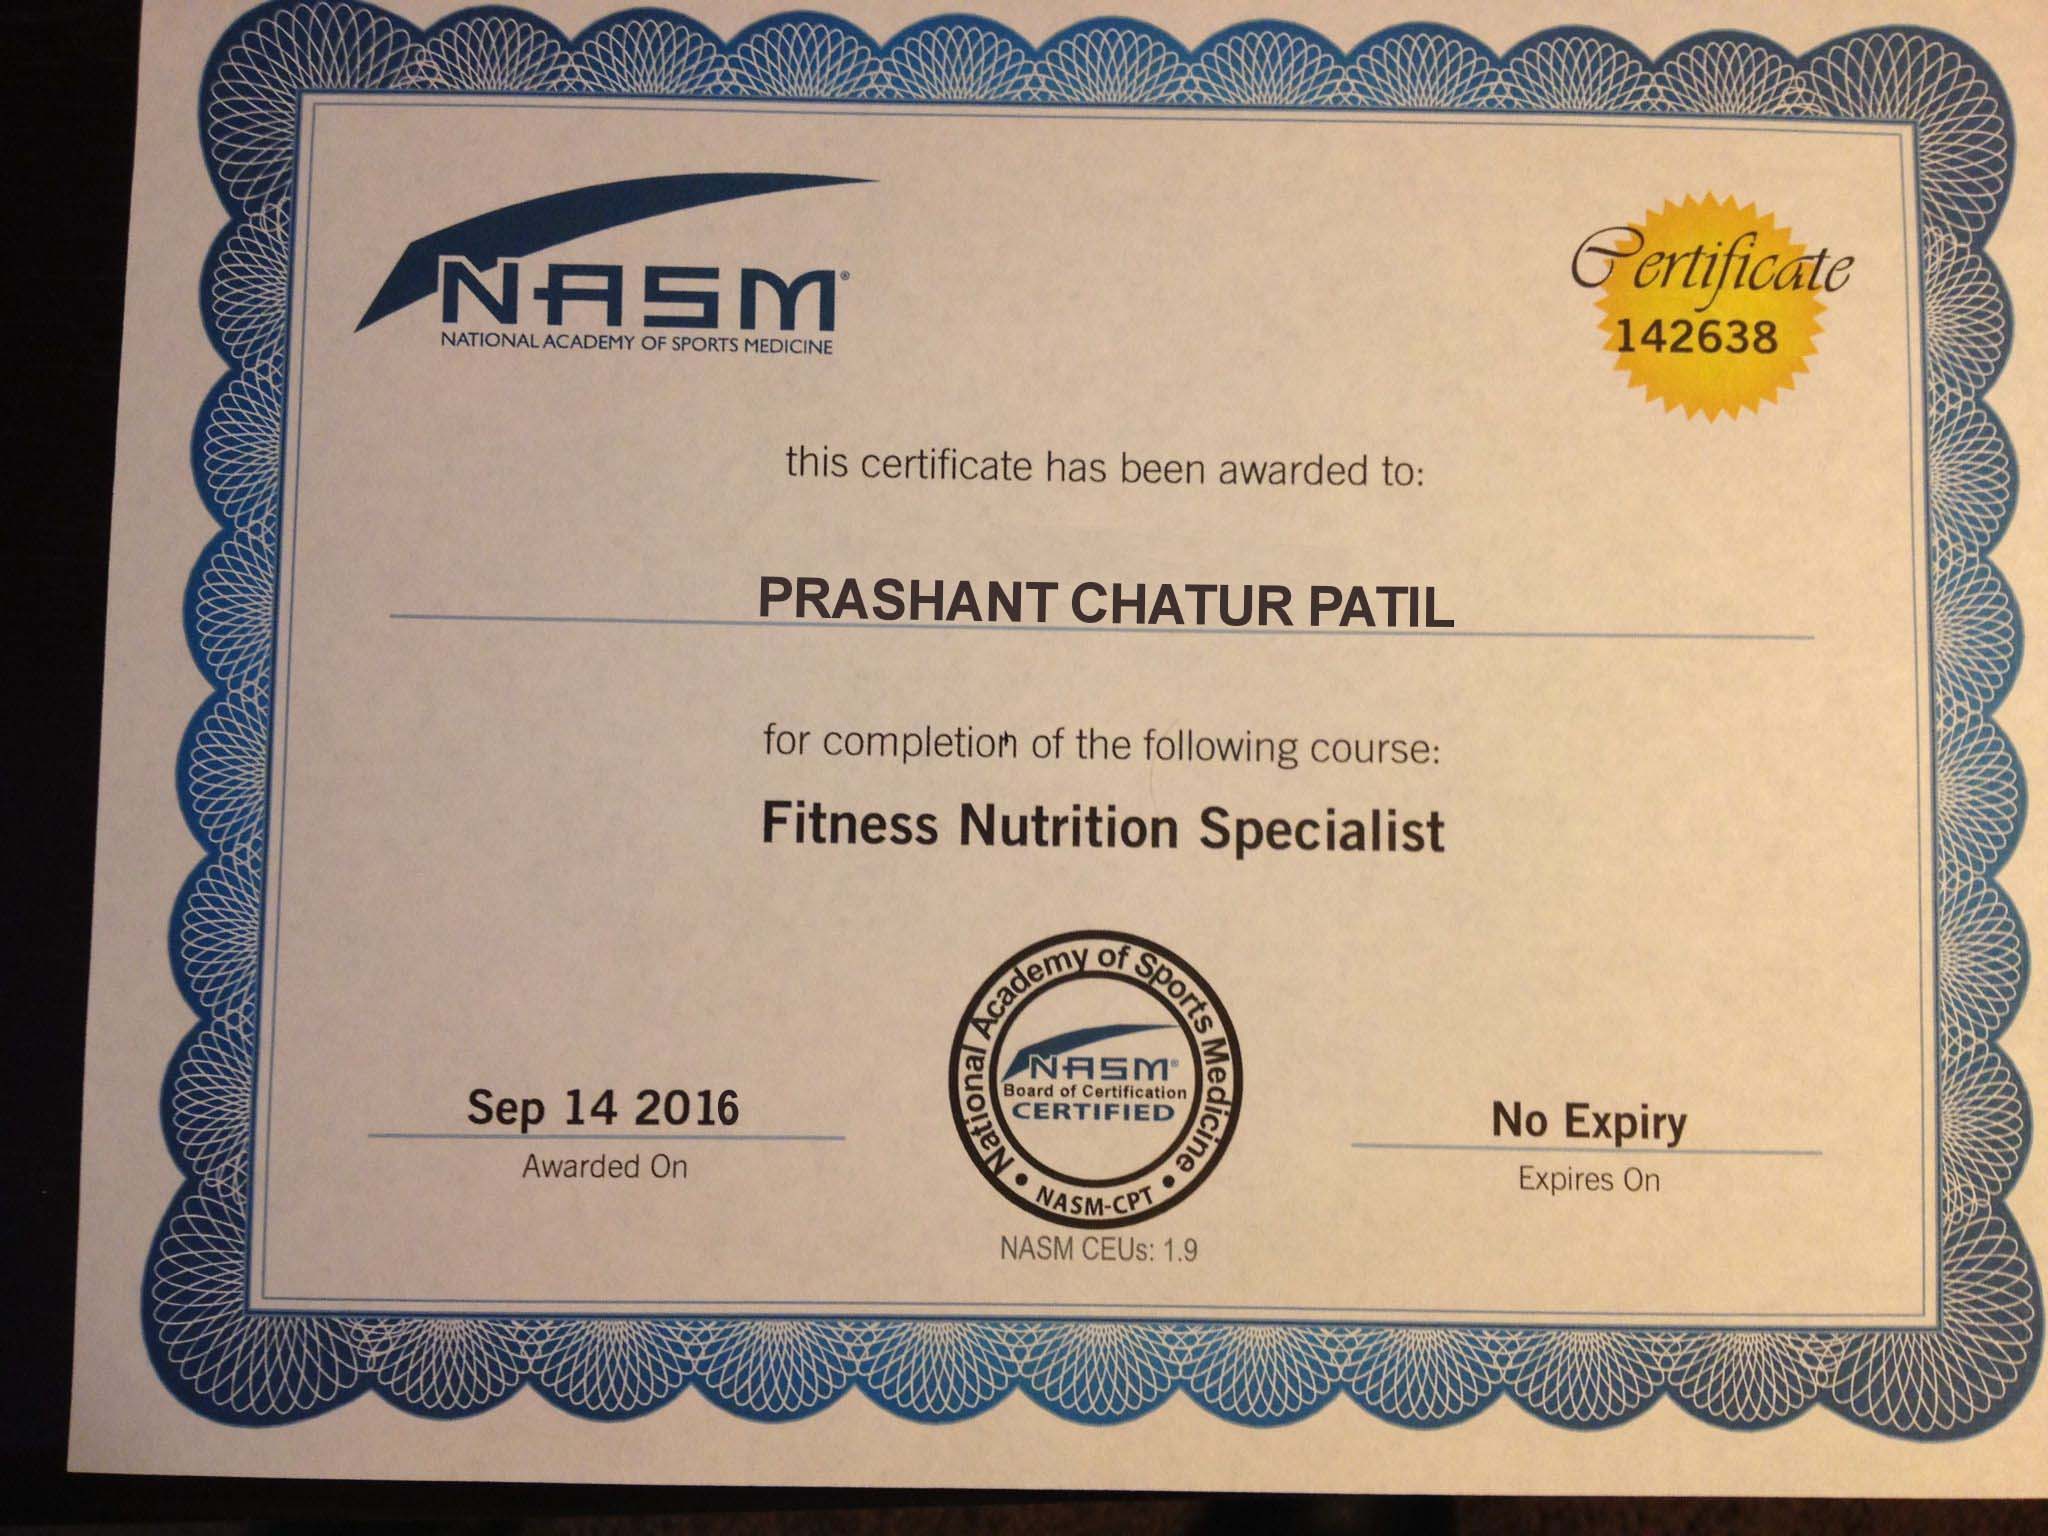 NASM®
NATIONAL ACADEMY OF SPORTS MEDICINE
Certificate
142638
this certificate has been awarded to:
PRASHANT CHATUR PATIL
for completion of the following course:
Fitness Nutrition Specialist
Sep 14 2016
Awarded On
National Academy of Sports Medicine
NASM®
Board of Certification
CERTIFIED
• NASM-CPT •
NASM CEUs: 1.9
No Expiry
Expires On